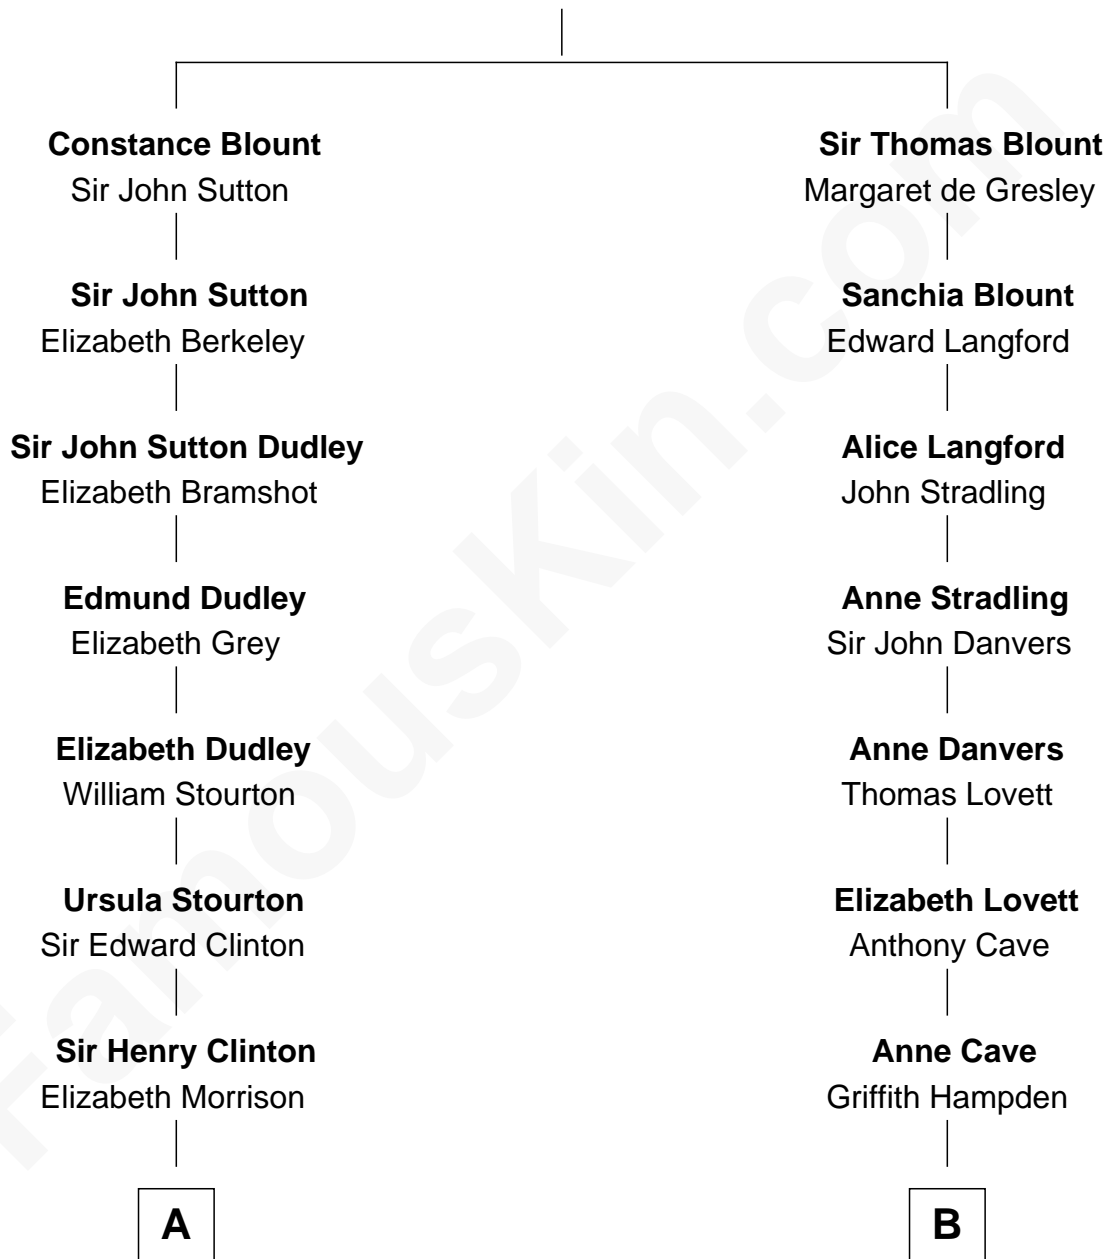 Constance Blount
Sir John Sutton
Sir Thomas Blount
Margaret de Gresley
Sir John Sutton
Elizabeth Berkeley
Sanchia Blount
Edward Langford
Sir John Sutton Dudley
Elizabeth Bramshot
Alice Langford
John Stradling
Edmund Dudley
Elizabeth Grey
Anne Stradling
Sir John Danvers
Elizabeth Dudley
William Stourton
Anne Danvers
Thomas Lovett
Ursula Stourton
Sir Edward Clinton
Elizabeth Lovett
Anthony Cave
Sir Henry Clinton
Elizabeth Morrison
Anne Cave
Griffith Hampden
A
B
FamousKin.com